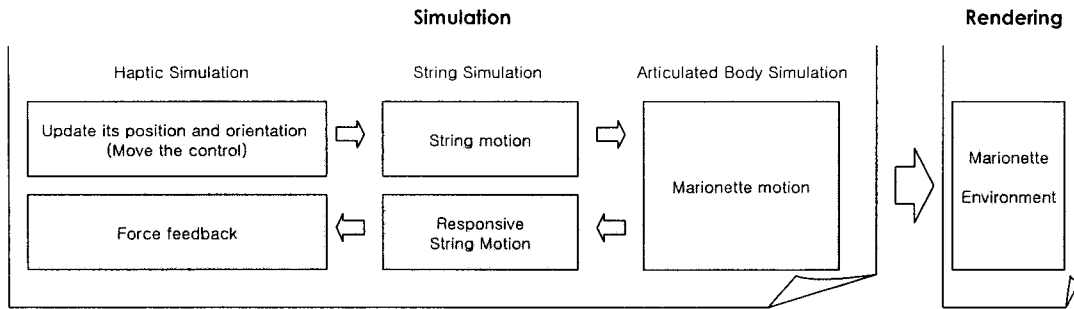 Simulation
Rendering
Haptic Simulation
String Simulation
Articulated Body Simulation
Update its position and orientation
(Move the control)
String motion
Marionette motion
Marionette
Environment
Force feedback
Responsive
String Motion